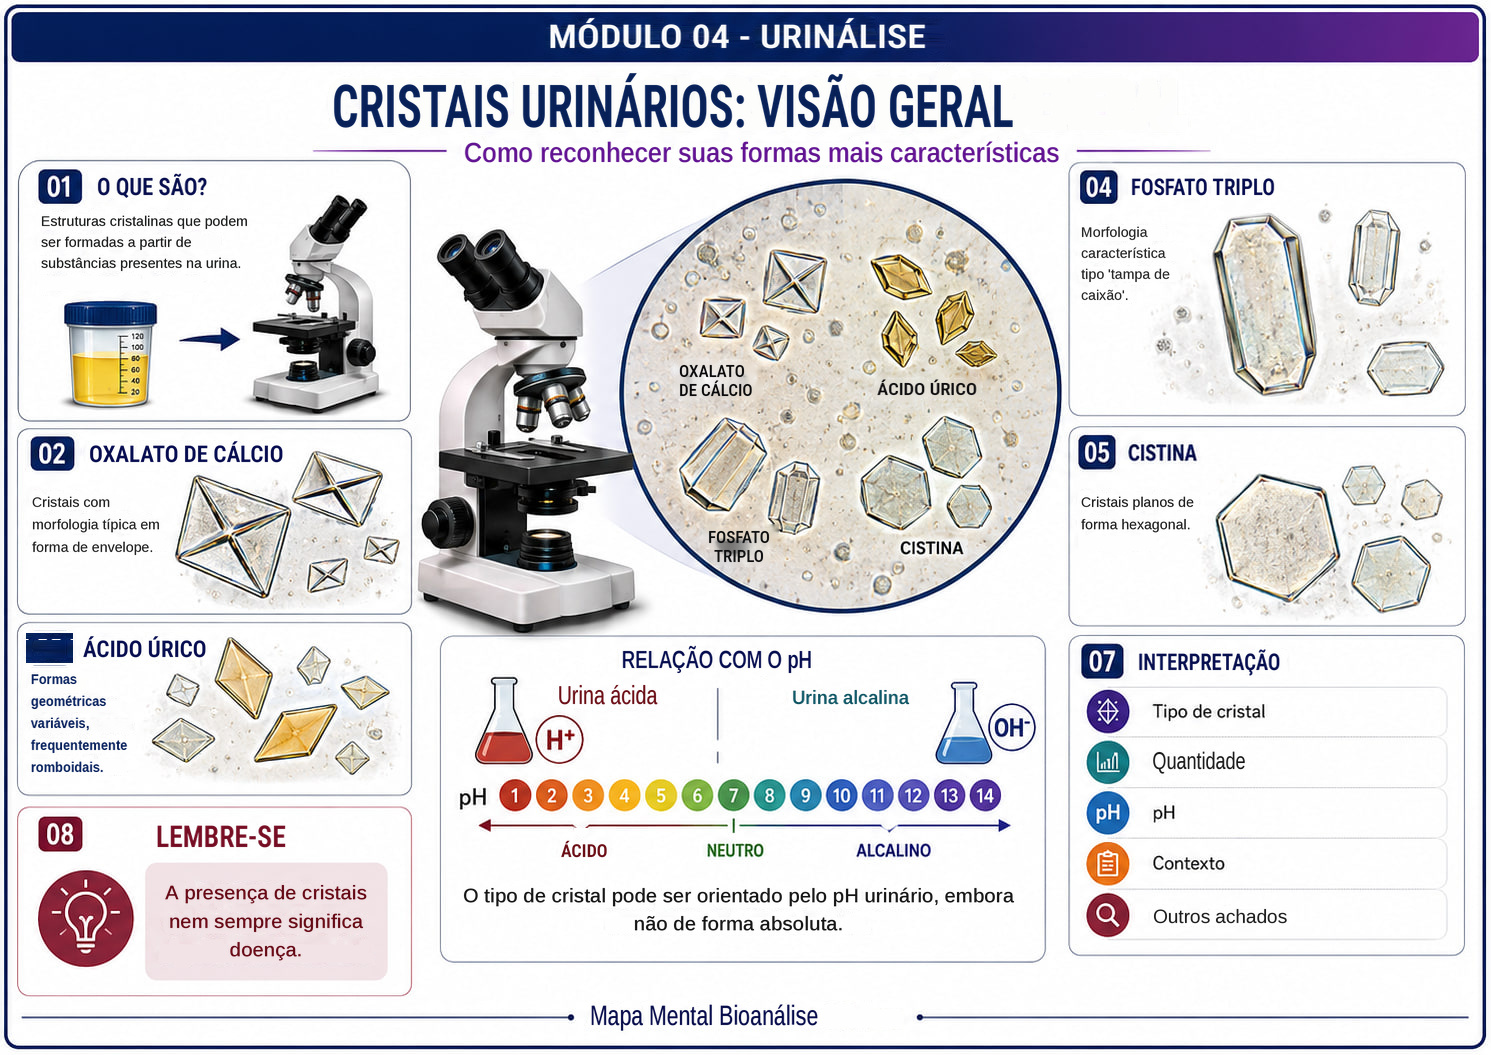 MÓDULO 04 - URINÁLISE
CRISTAIS URINÁRIOS: VISÃO GERAL
Como reconhecer suas formas mais características
01 O QUE SÃO?
Estruturas cristalinas que podem
ser formadas a partir de
substâncias presentes na urina.
120
100
80
60
40
20
02 OXALATO DE CÁLCIO
Cristais com
morfologia típica em
forma de envelope.
ÁCIDO ÚRICO
Formas
geométricas
variáveis,
frequentemente
romboidais.
08 LEMBRE-SE
A presença de cristais
nem sempre significa
doença.
OXALATO
DE CÁLCIO
ÁCIDO ÚRICO
FOSFATO
TRIPLO
CISTINA
RELAÇÃO COM O pH
Urina ácida
Urina alcalina
H+
OH-
pH 1 2 3 4 5 6 7 8 9 10 11 12 13 14
ÁCIDO NEUTRO ALCALINO
O tipo de cristal pode ser orientado pelo pH urinário, embora
não de forma absoluta.
04 FOSFATO TRIPLO
Morfologia
característica
tipo 'tampa de
caixão'.
05 CISTINA
Cristais planos de
forma hexagonal.
07 INTERPRETAÇÃO
Tipo de cristal
Quantidade
pH pH
Contexto
Outros achados
Mapa Mental Bioanálise